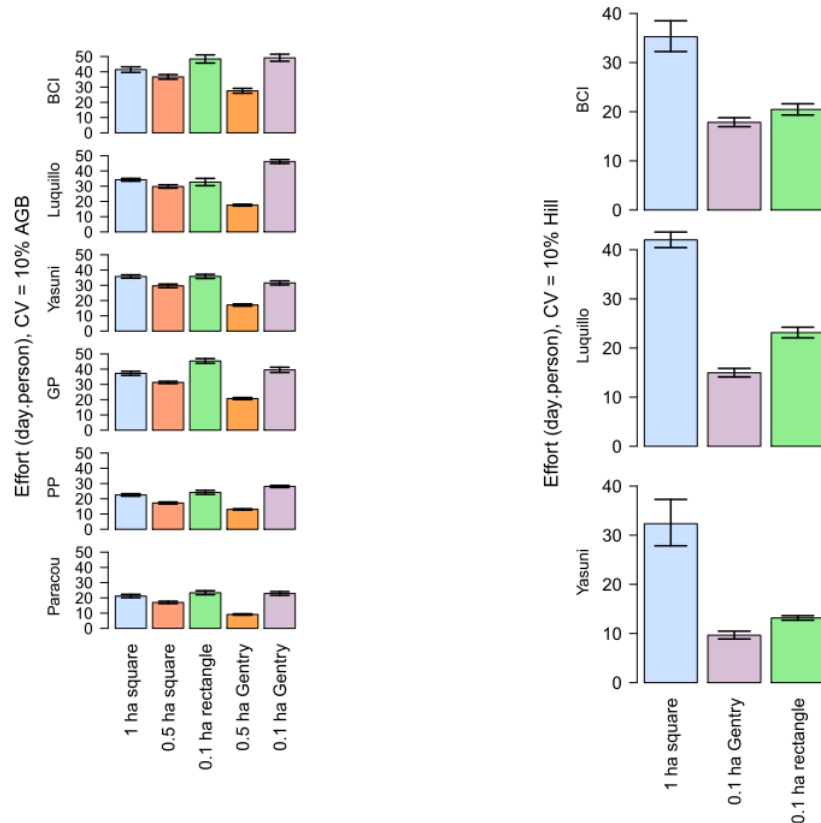 Effort (day.person), CV = 10% AGB
BCI
50
40
30
20
10
0
Luquillo
50
40
30
20
10
0
Yasuni
50
40
30
20
10
0
GP
50
40
30
20
10
0
PP
50
40
30
20
10
0
Paracou
50
40
30
20
10
0
1 ha square
0.5 ha square
0.1 ha rectangle
0.5 ha Gentry
0.1 ha Gentry
Effort (day.person), CV = 10% Hill
BCI
40
30
20
10
0
Luquillo
40
30
20
10
0
Yasuni
40
30
20
10
0
1 ha square
0.1 ha Gentry
0.1 ha rectangle